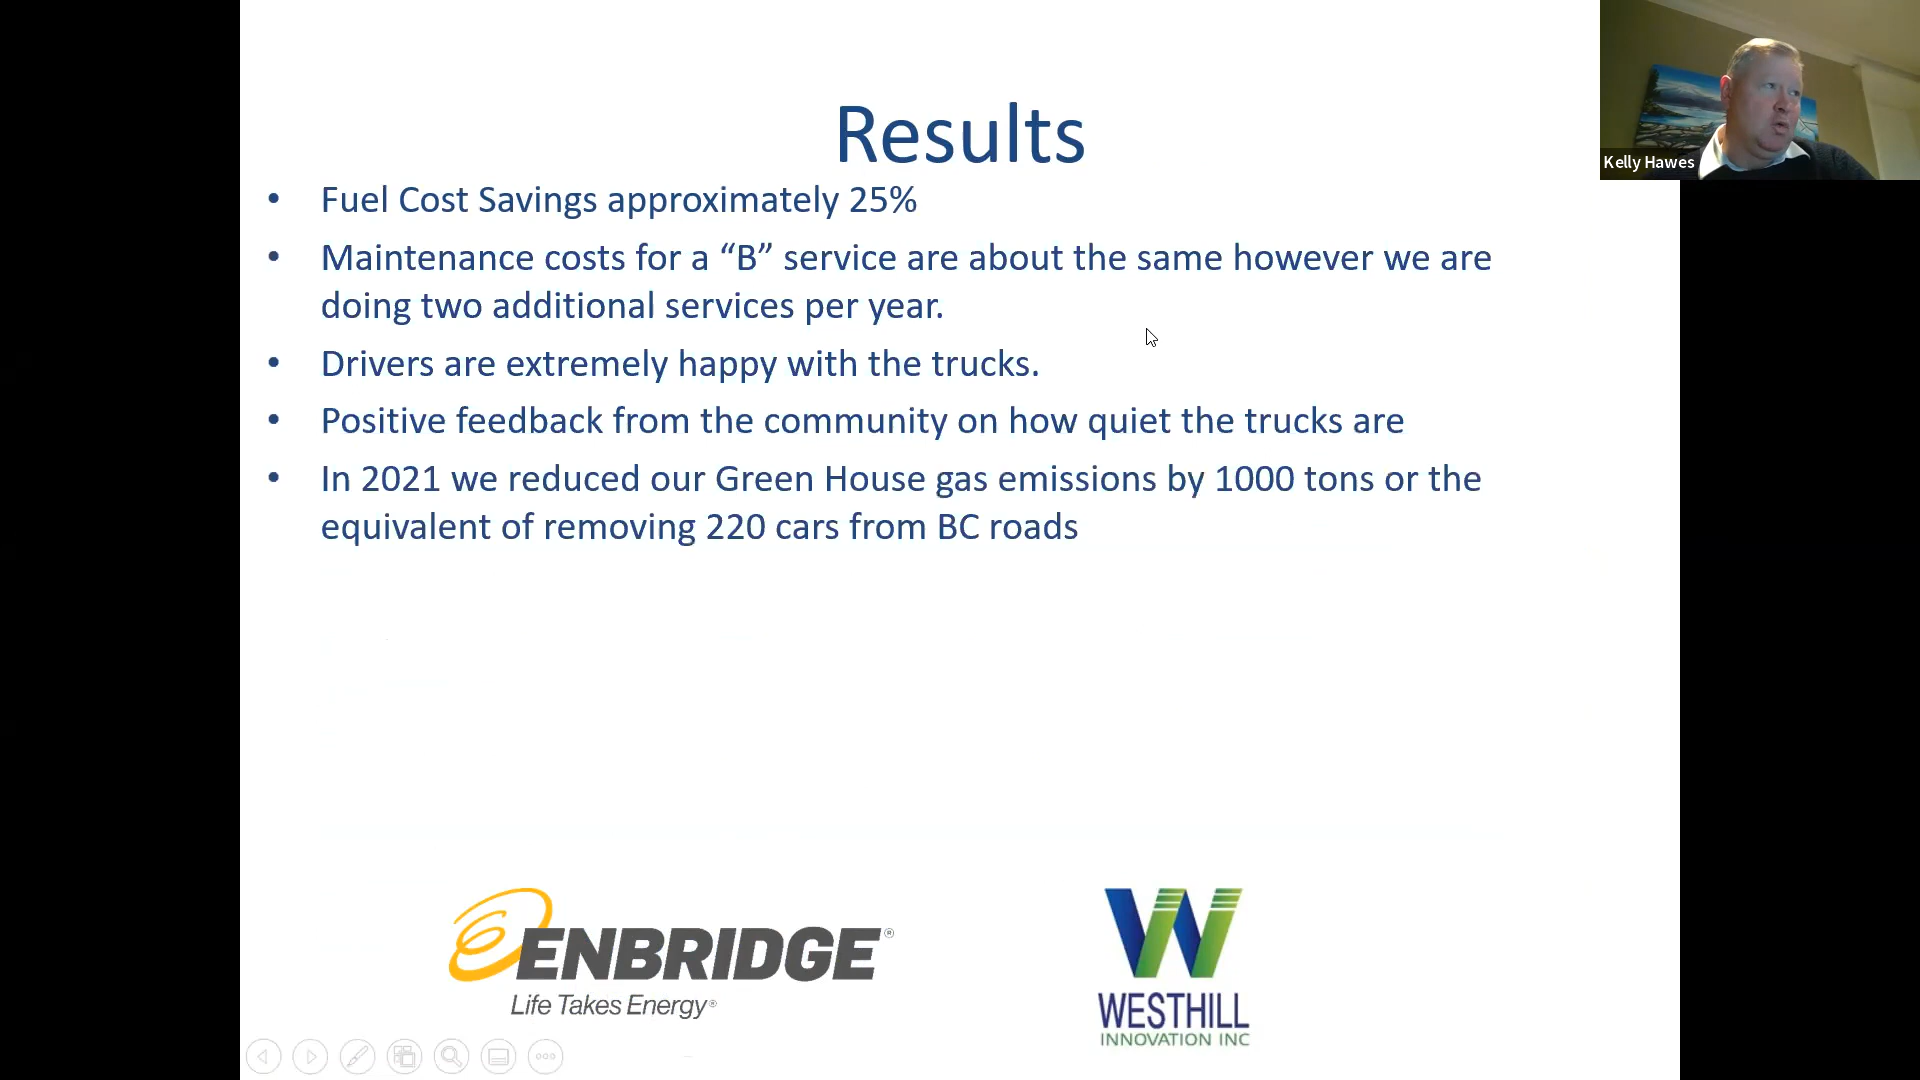 Results
• Fuel Cost Savings approximately 25%
• Maintenance costs for a “B” service are about the same however we are
doing two additional services per year.
• Drivers are extremely happy with the trucks.
• Positive feedback from the community on how quiet the trucks are
• In 2021 we reduced our Green House gas emissions by 1000 tons or the
equivalent of removing 220 cars from BC roads
Kelly Hawes
ENBRIDGE®
Life Takes Energy®
W
WESTHILL
INNOVATION INC